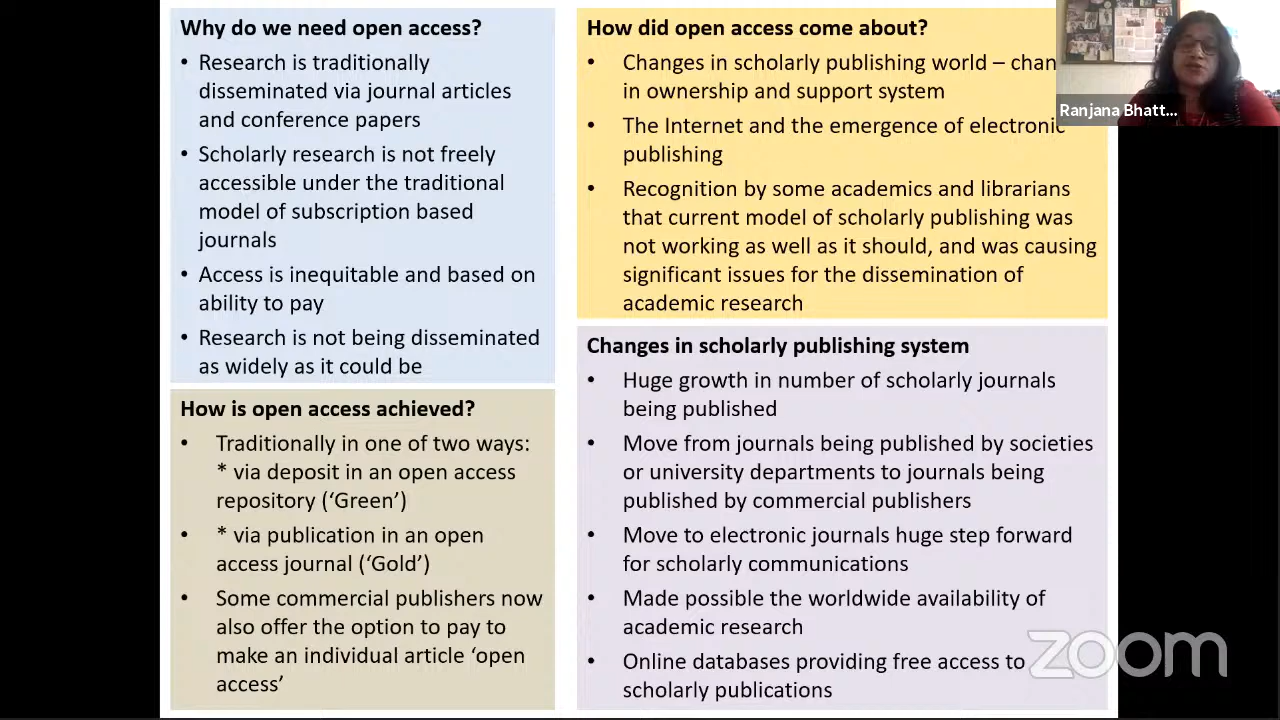 Why do we need open access?
• Research is traditionally
disseminated via journal articles
and conference papers
• Scholarly research is not freely
accessible under the traditional
model of subscription based
journals
• Access is inequitable and based on
ability to pay
• Research is not being disseminated
as widely as it could be
How is open access achieved?
• Traditionally in one of two ways:
* via deposit in an open access
repository (‘Green’)
• * via publication in an open
access journal (‘Gold’)
• Some commercial publishers now
also offer the option to pay to
make an individual article ‘open
access’
How did open access come about?
• Changes in scholarly publishing world –
in ownership and support system
• The Internet and the emergence of electronic
publishing
• Recognition by some academics and librarians
that current model of scholarly publishing was
not working as well as it should, and was causing
significant issues for the dissemination of
academic research
Changes in scholarly publishing system
• Huge growth in number of scholarly journals
being published
• Move from journals being published by societies
or university departments to journals being
published by commercial publishers
• Move to electronic journals huge step forward
for scholarly communications
• Made possible the worldwide availability of
academic research
• Online databases providing free access to
scholarly publications
Ranjana Bhatt...
zoom